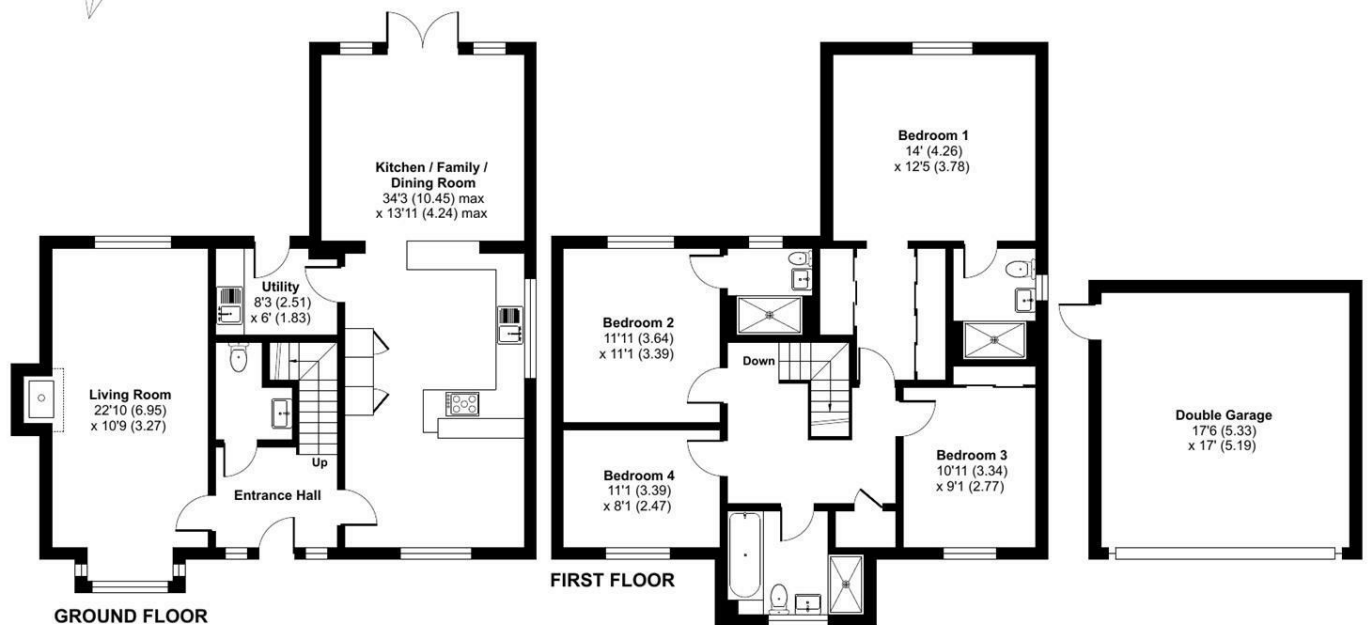 Kitchen / Family /
Dining Room
34'3 (10.45) max
x 13'11 (4.24) max
Utility
8'3 (2.51)
x 6' (1.83)
Living Room
22'10 (6.95)
x 10'9 (3.27)
Up
Entrance Hall
GROUND FLOOR
Bedroom 1
14' (4.26)
x 12'5 (3.78)
Bedroom 2
11'11 (3.64)
x 11'1 (3.39)
Down
Bedroom 4
11'1 (3.39)
x 8'1 (2.47)
Bedroom 3
10'11 (3.34)
x 9'1 (2.77)
FIRST FLOOR
Double Garage
17'6 (5.33)
x 17' (5.19)